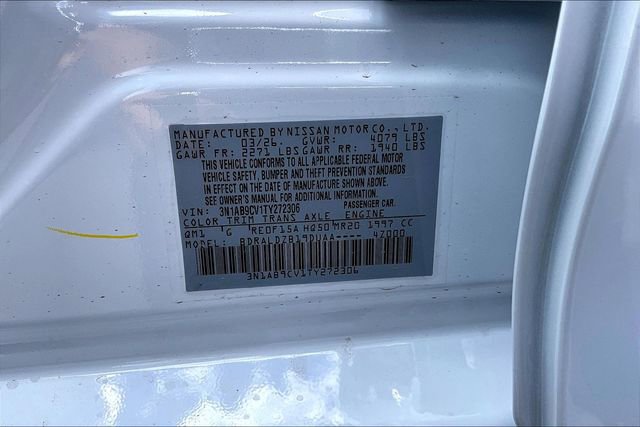 MANUFACTURED BY NISSAN MOTOR CO., LTD.
DATE: 03/26, GVWR: 4079 LBS
GAWR FR: 2271 LBS GAWR RR: 1940 LBS
THIS VEHICLE CONFORMS TO ALL APPLICABLE FEDERAL MOTOR
VEHICLE SAFETY, BUMPER AND THEFT PREVENTION STANDARDS
IN EFFECT ON THE DATE OF MANUFACTURE SHOWN ABOVE.
SEE OWNER'S MANUAL FOR ADDITIONAL INFORMATION.
VIN: 3N1AB9CV1TY272306 PASSENGER CAR.
COLOR TRIM TRANS AXLE ENGINE
QM1 G RE0F15A HQ50 MR20 1997 CC
MODEL: BDRALDZB19DUAA---- 47000
3N1AB9CV1TY272306